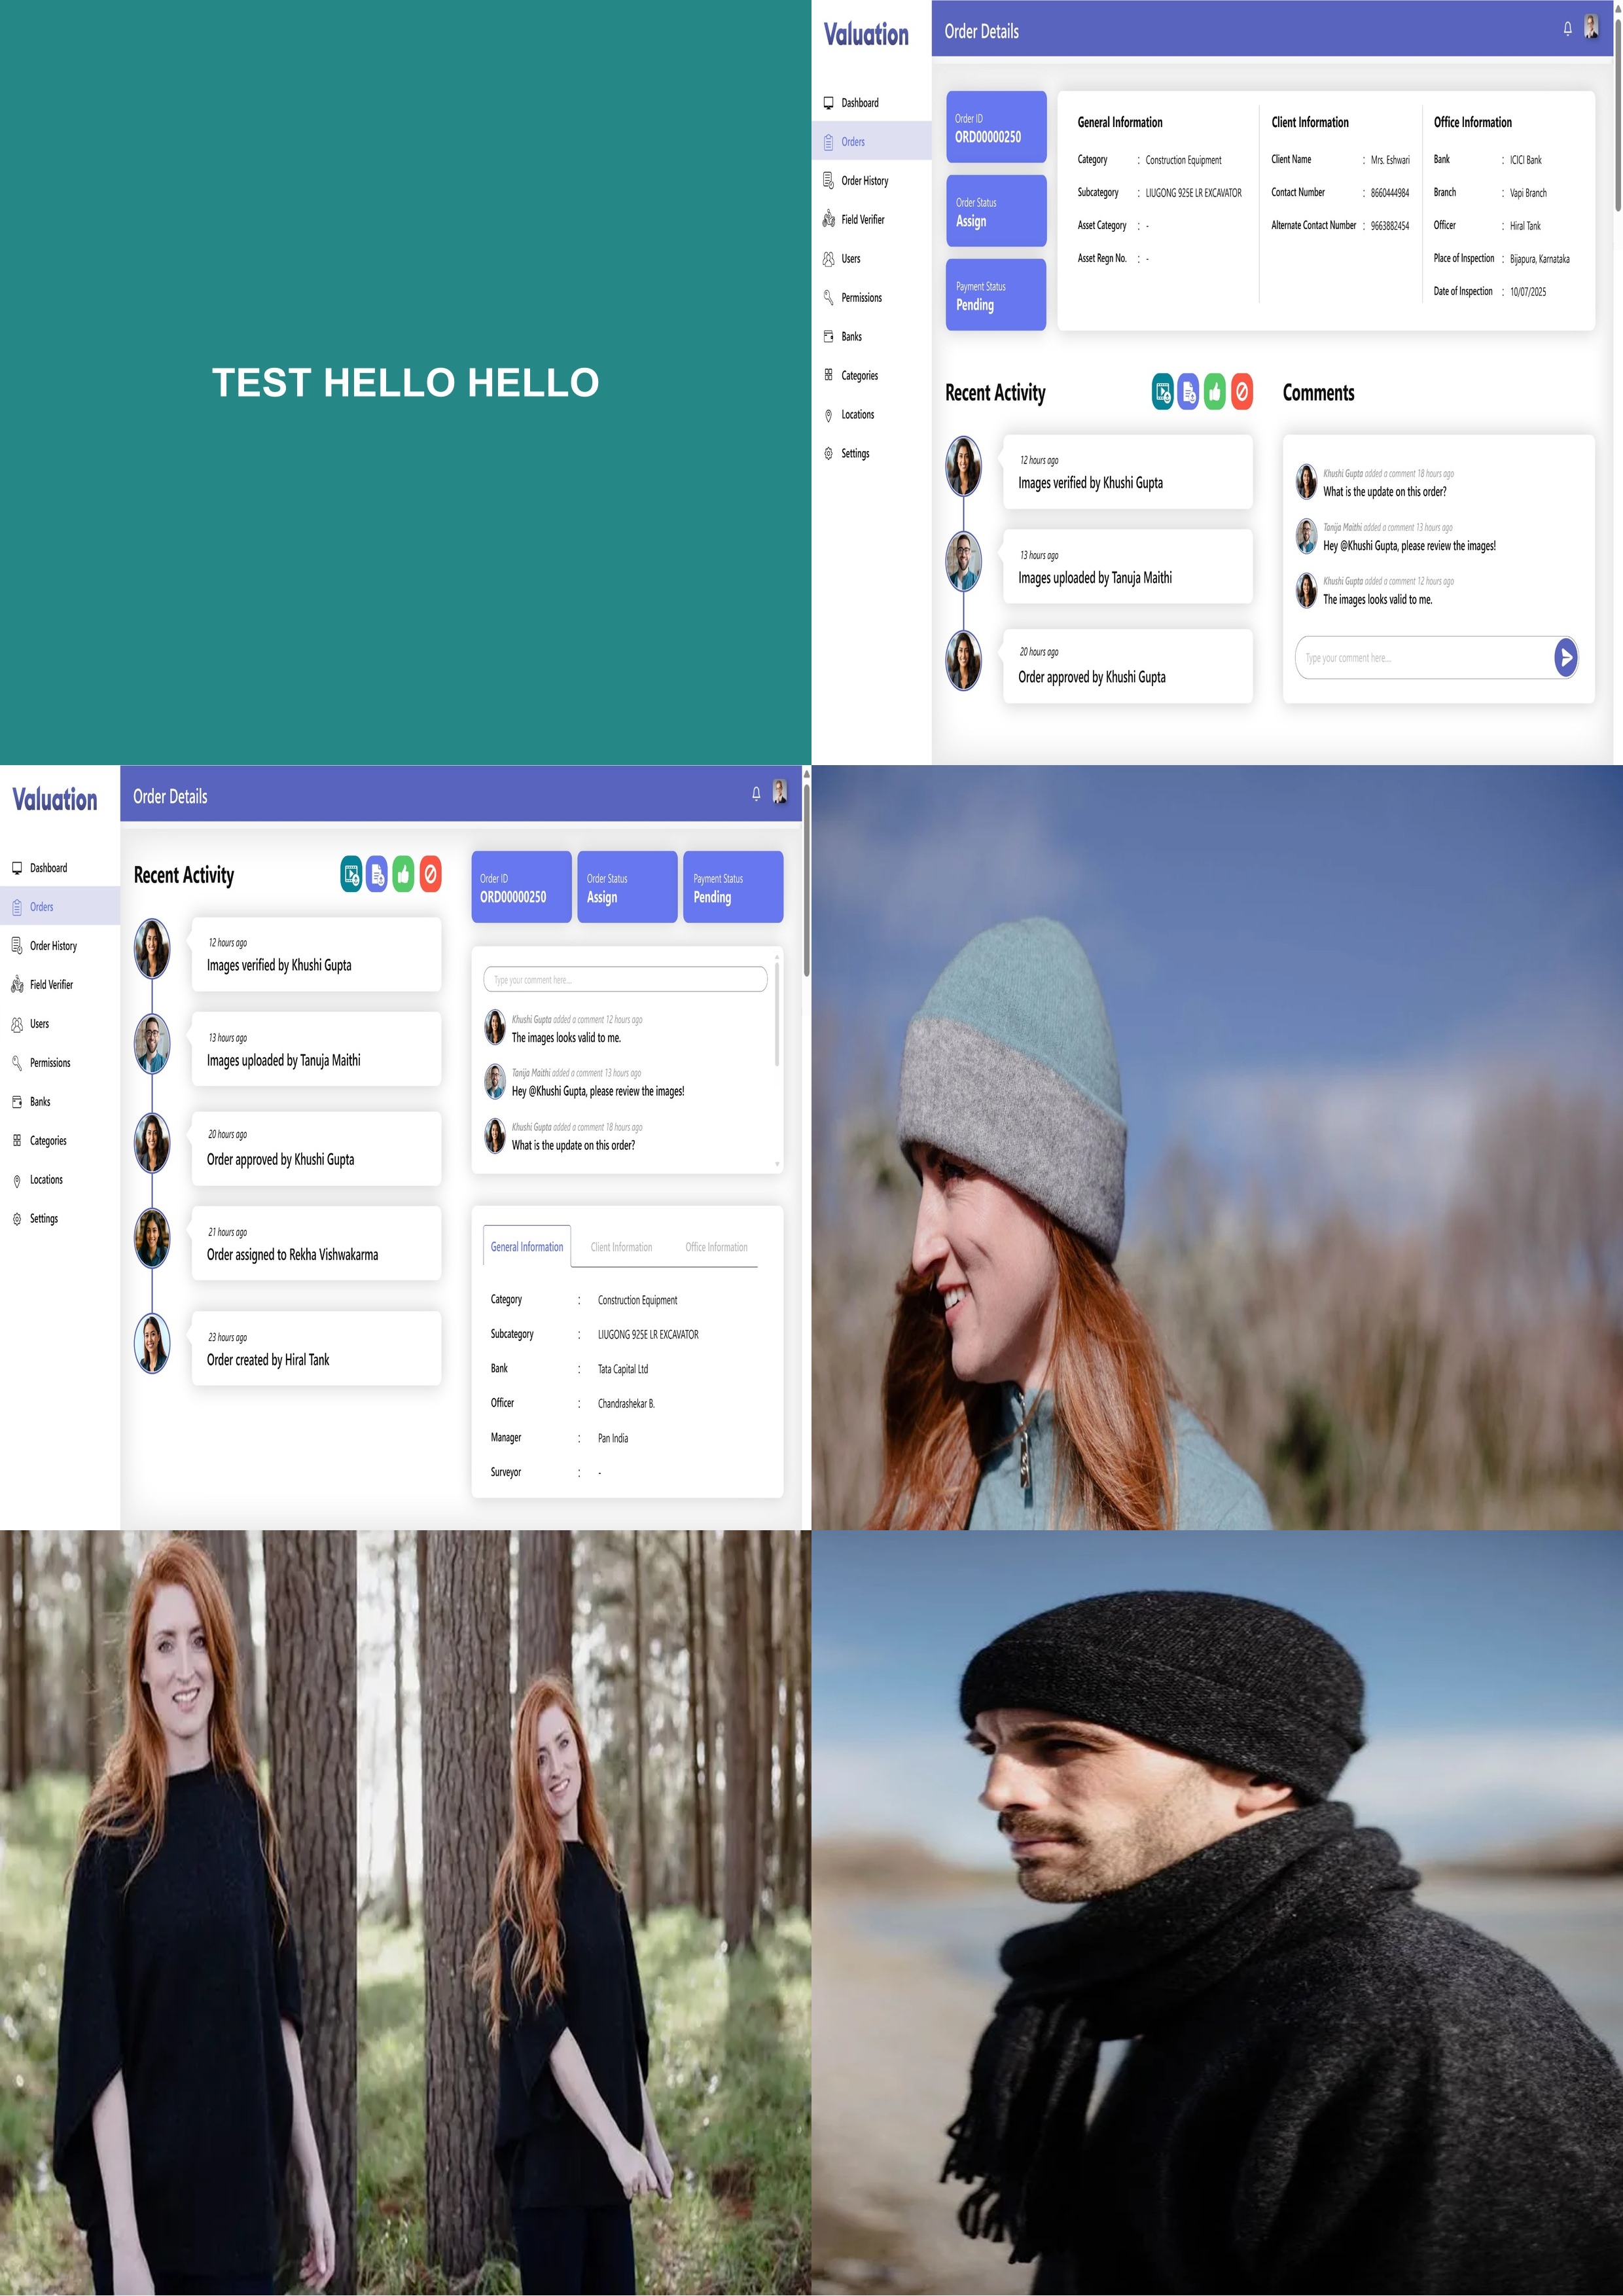 TEST HELLO HELLO
Valuation
Order Details
Dashboard
Orders
Order History
Field Verifier
Users
Permissions
Banks
Categories
Locations
Settings
Order ID
ORD00000250
Order Status
Assign
Payment Status
Pending
General Information
Category : Construction Equipment
Subcategory : LIUGONG 925E LR EXCAVATOR
Asset Category : -
Asset Regn No. : -
Client Information
Client Name : Mrs. Eshwari
Contact Number : 8660444984
Alternate Contact Number : 9663882454
Office Information
Bank : ICICI Bank
Branch : Vapi Branch
Officer : Hiral Tank
Place of Inspection : Bijapura, Karnataka
Date of Inspection : 10/07/2025
Recent Activity
12 hours ago
Images verified by Khushi Gupta
13 hours ago
Images uploaded by Tanuja Maithi
20 hours ago
Order approved by Khushi Gupta
Comments
Khushi Gupta added a comment 18 hours ago
What is the update on this order?
Tanija Maithi added a comment 13 hours ago
Hey @Khushi Gupta, please review the images!
Khushi Gupta added a comment 12 hours ago
The images looks valid to me.
Type your comment here...
Valuation
Order Details
Dashboard
Orders
Order History
Field Verifier
Users
Permissions
Banks
Categories
Locations
Settings
Recent Activity
12 hours ago
Images verified by Khushi Gupta
13 hours ago
Images uploaded by Tanuja Maithi
20 hours ago
Order approved by Khushi Gupta
21 hours ago
Order assigned to Rekha Vishwakarma
23 hours ago
Order created by Hiral Tank
Order ID
ORD00000250
Order Status
Assign
Payment Status
Pending
Type your comment here...
Khushi Gupta added a comment 12 hours ago
The images looks valid to me.
Tanija Maithi added a comment 13 hours ago
Hey @Khushi Gupta, please review the images!
Khushi Gupta added a comment 18 hours ago
What is the update on this order?
General Information Client Information Office Information
Category : Construction Equipment
Subcategory : LIUGONG 925E LR EXCAVATOR
Bank : Tata Capital Ltd
Officer : Chandrashekar B.
Manager : Pan India
Surveyor : -